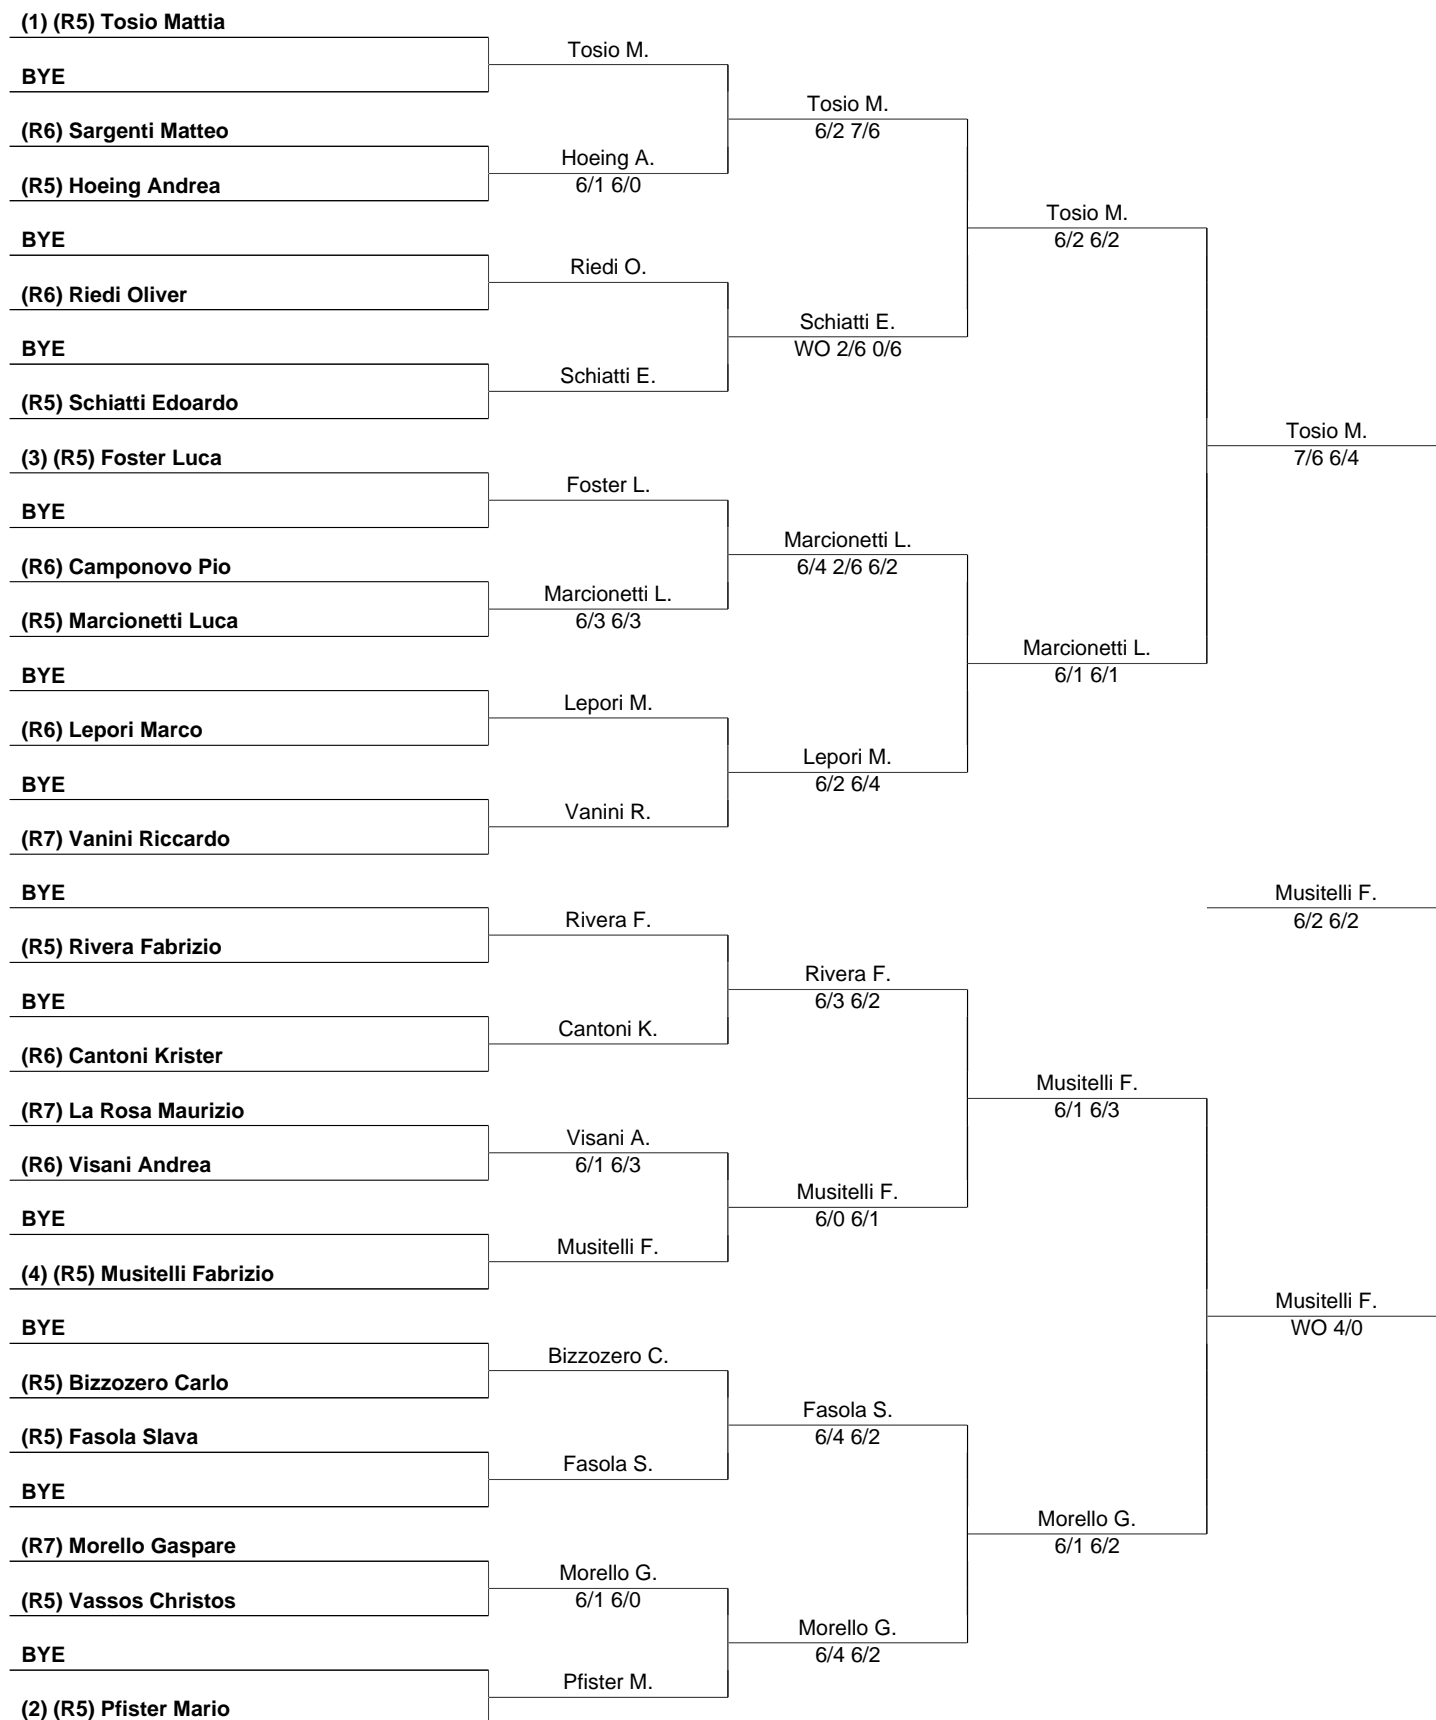 (1) (R5) Tosio Mattia
BYE
(R6) Sargenti Matteo
(R5) Hoeing Andrea
BYE
(R6) Riedi Oliver
BYE
(R5) Schiatti Edoardo
(3) (R5) Foster Luca
BYE
(R6) Camponovo Pio
(R5) Marcionetti Luca
BYE
(R6) Lepori Marco
BYE
(R7) Vanini Riccardo
BYE
(R5) Rivera Fabrizio
BYE
(R6) Cantoni Krister
(R7) La Rosa Maurizio
(R6) Visani Andrea
BYE
(4) (R5) Musitelli Fabrizio
BYE
(R5) Bizzozero Carlo
(R5) Fasola Slava
BYE
(R7) Morello Gaspare
(R5) Vassos Christos
BYE
(2) (R5) Pfister Mario
Tosio M.
Hoeing A.
6/1 6/0
Riedi O.
Schiatti E.
Foster L.
Marcionetti L.
6/3 6/3
Lepori M.
Vanini R.
Rivera F.
Cantoni K.
Visani A.
6/1 6/3
Musitelli F.
Bizzozero C.
Fasola S.
Morello G.
6/1 6/0
Pfister M.
Tosio M.
6/2 7/6
Schiatti E.
WO 2/6 0/6
Marcionetti L.
6/4 2/6 6/2
Lepori M.
6/2 6/4
Rivera F.
6/3 6/2
Musitelli F.
6/0 6/1
Fasola S.
6/4 6/2
Morello G.
6/4 6/2
Tosio M.
6/2 6/2
Marcionetti L.
6/1 6/1
Musitelli F.
6/1 6/3
Morello G.
6/1 6/2
Tosio M.
7/6 6/4
Musitelli F.
6/2 6/2
Musitelli F.
WO 4/0